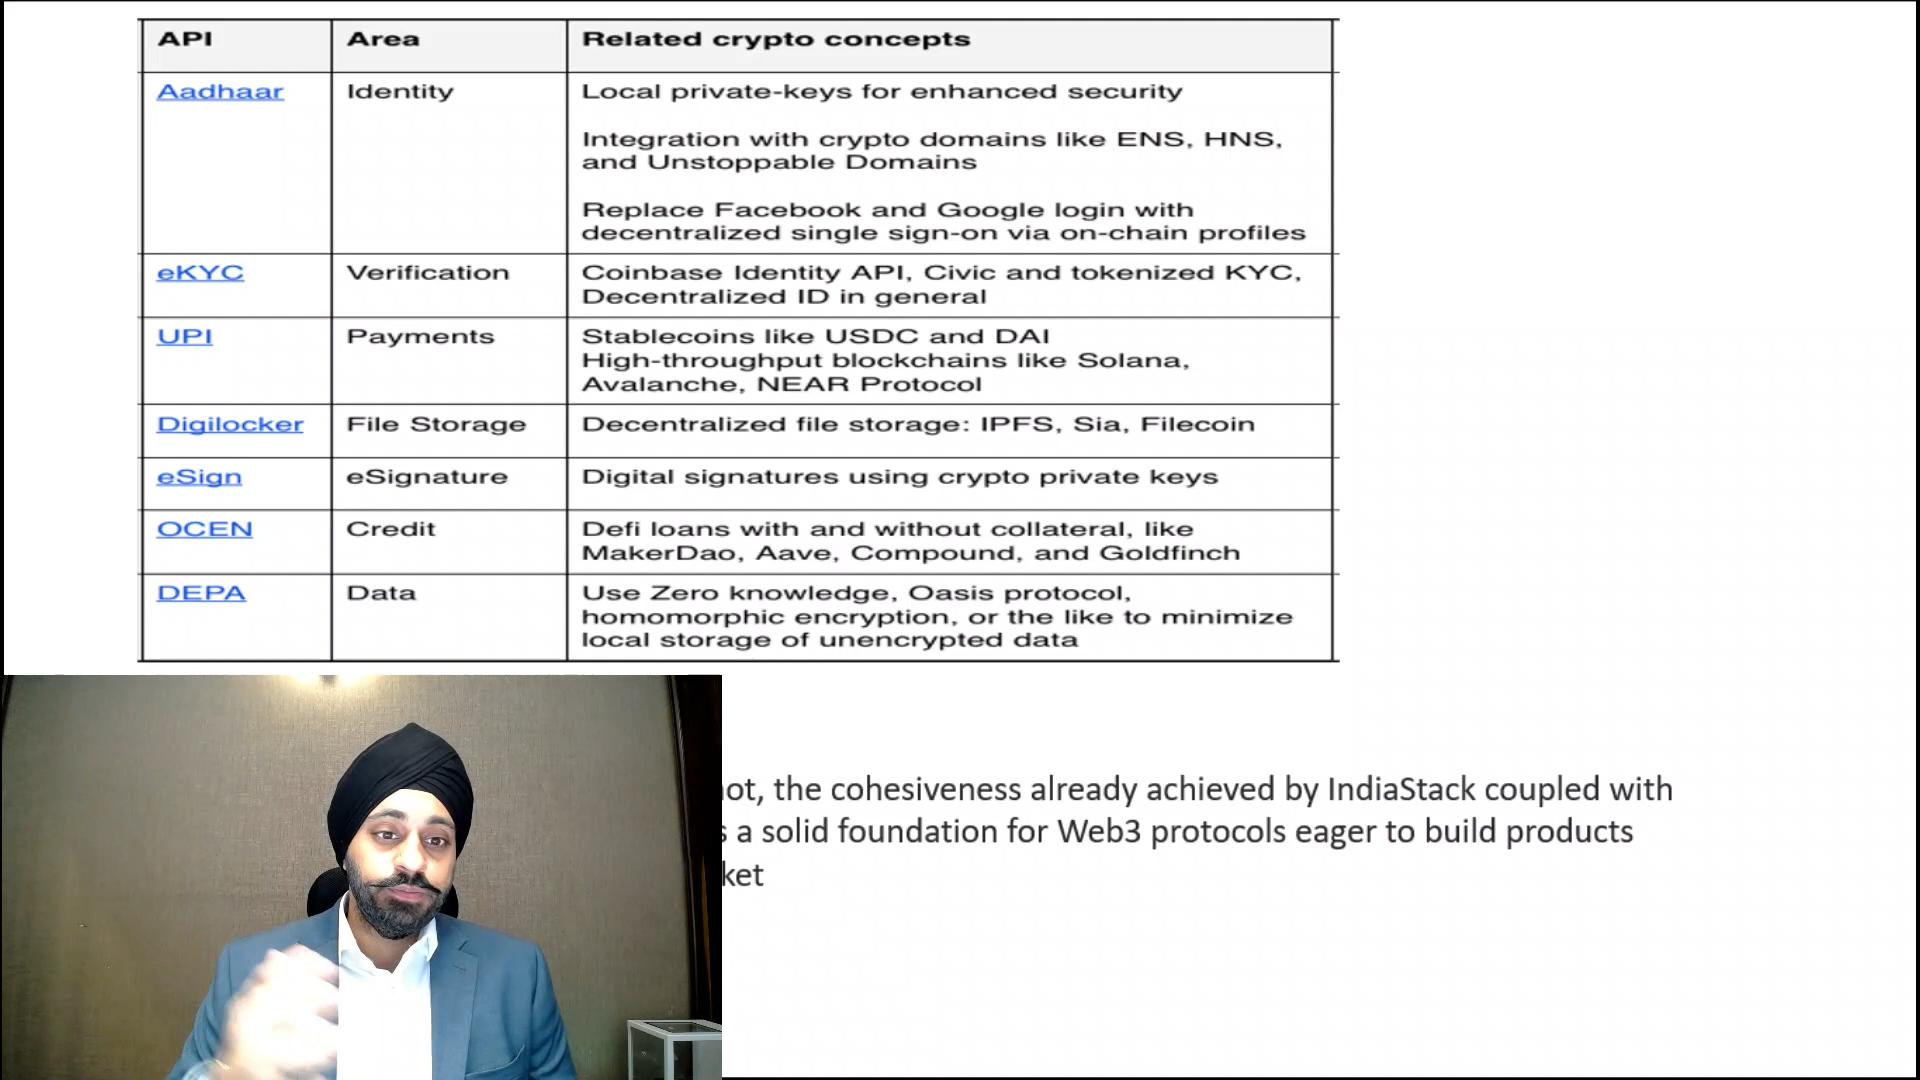 API Area Related crypto concepts
Aadhaar Identity Local private-keys for enhanced security
Integration with crypto domains like ENS, HNS,
and Unstoppable Domains
Replace Facebook and Google login with
decentralized single sign-on via on-chain profiles
eKYC Verification Coinbase Identity API, Civic and tokenized KYC,
Decentralized ID in general
UPI Payments Stablecoins like USDC and DAI
High-throughput blockchains like Solana,
Avalanche, NEAR Protocol
Digilocker File Storage Decentralized file storage: IPFS, Sia, Filecoin
eSign eSignature Digital signatures using crypto private keys
OCEN Credit Defi loans with and without collateral, like
MakerDao, Aave, Compound, and Goldfinch
DEPA Data Use Zero knowledge, Oasis protocol,
homomorphic encryption, or the like to minimize
local storage of unencrypted data
the cohesiveness already achieved by IndiaStack coupled with
a solid foundation for Web3 protocols eager to build products